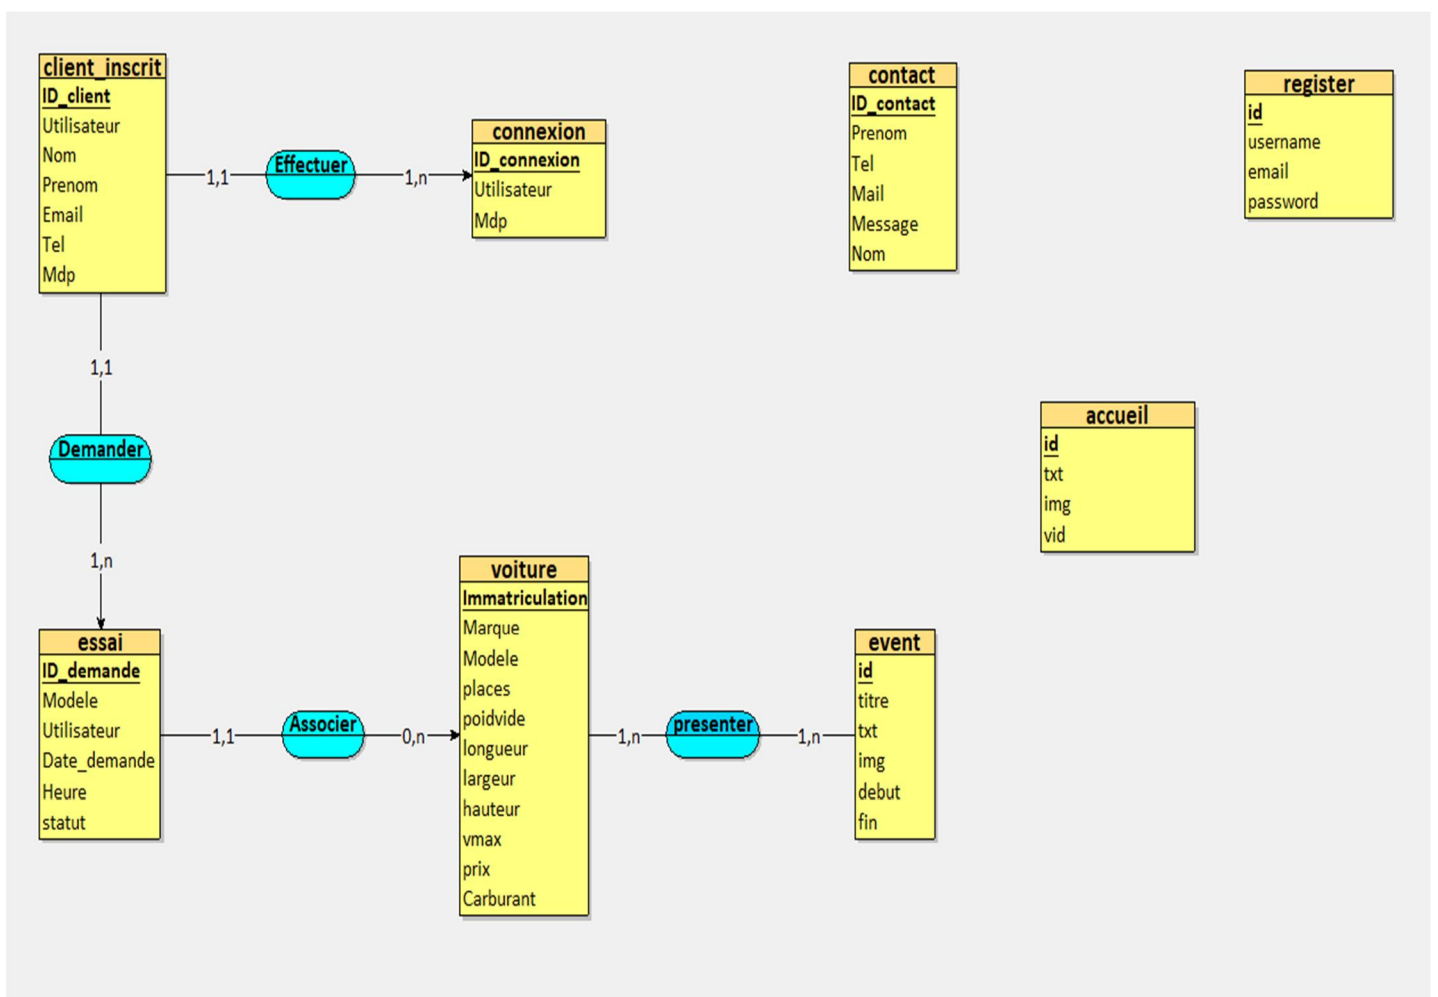 client_inscrit
ID_client
Utilisateur
Nom
Prenom
Email
Tel
Mdp
1,1
Effectuer
1,n
connexion
ID_connexion
Utilisateur
Mdp
contact
ID_contact
Prenom
Tel
Mail
Message
Nom
register
id
username
email
password
1,1
Demander
1,n
accueil
id
txt
img
vid
essai
ID_demande
Modele
Utilisateur
Date_demande
Heure
statut
1,1
Associer
0,n
voiture
Immatriculation
Marque
Modele
places
poidvide
longueur
largeur
hauteur
vmax
prix
Carburant
1,n
presenter
1,n
event
id
titre
txt
img
debut
fin